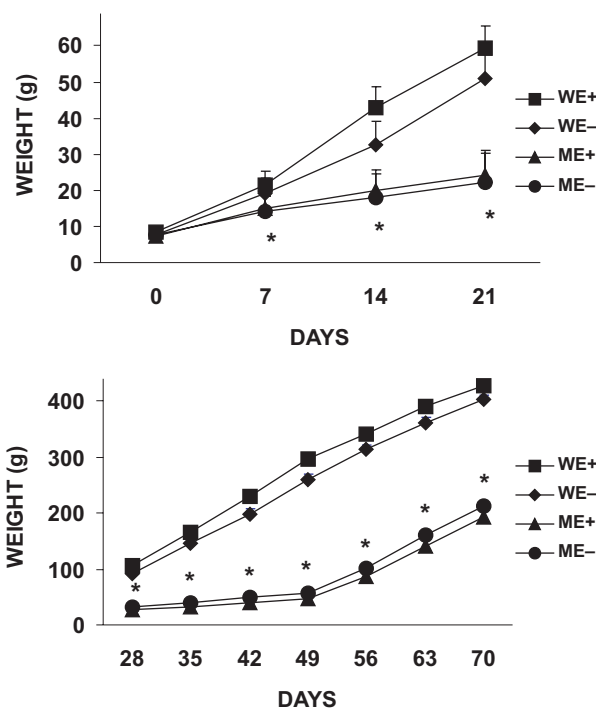 WEIGHT (g)
60
50
40
30
20
10
0
* * *
0 7 14 21
DAYS
WE+
WE–
ME+
ME–
WEIGHT (g)
400
300
200
100
0
* * * * * * *
28 35 42 49 56 63 70
DAYS
WE+
WE–
ME+
ME–